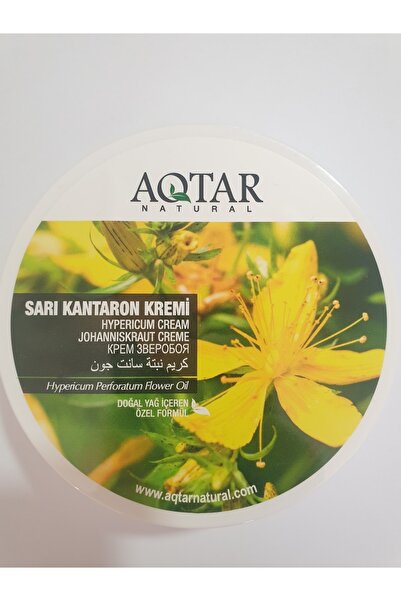 AQTAR
NATURAL
SARI KANTARON KREMİ
HYPERICUM CREAM
JOHANNISKRAUT CREME
КРЕМ ЗВЕРОБОЯ
كريم نبتة سانت جون
Hypericum Perforatum Flower Oil
DOĞAL YAĞ İÇEREN
ÖZEL FORMÜL
www.aqtarnatural.com